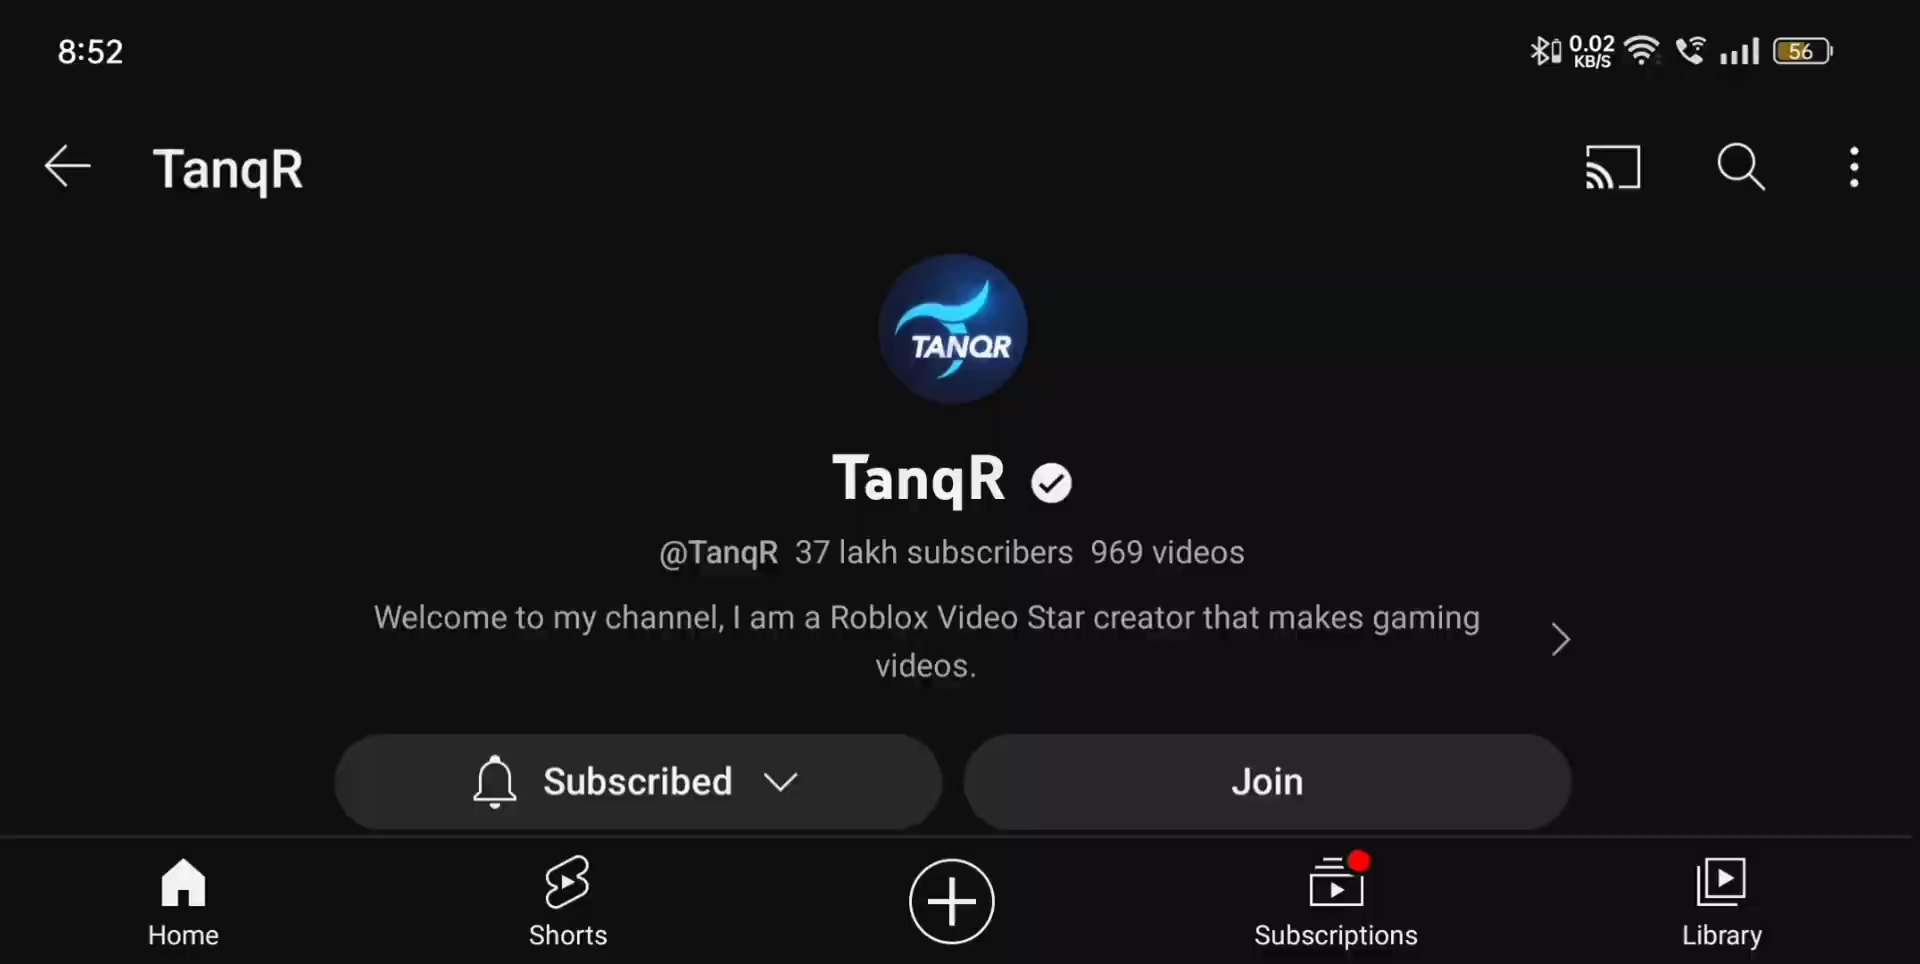 8:52
0.02
KB/S
56
TanqR
TANQR
TanqR
@TanqR 37 lakh subscribers 969 videos
Welcome to my channel, I am a Roblox Video Star creator that makes gaming
videos.
Subscribed
Join
Home
Shorts
Subscriptions
Library